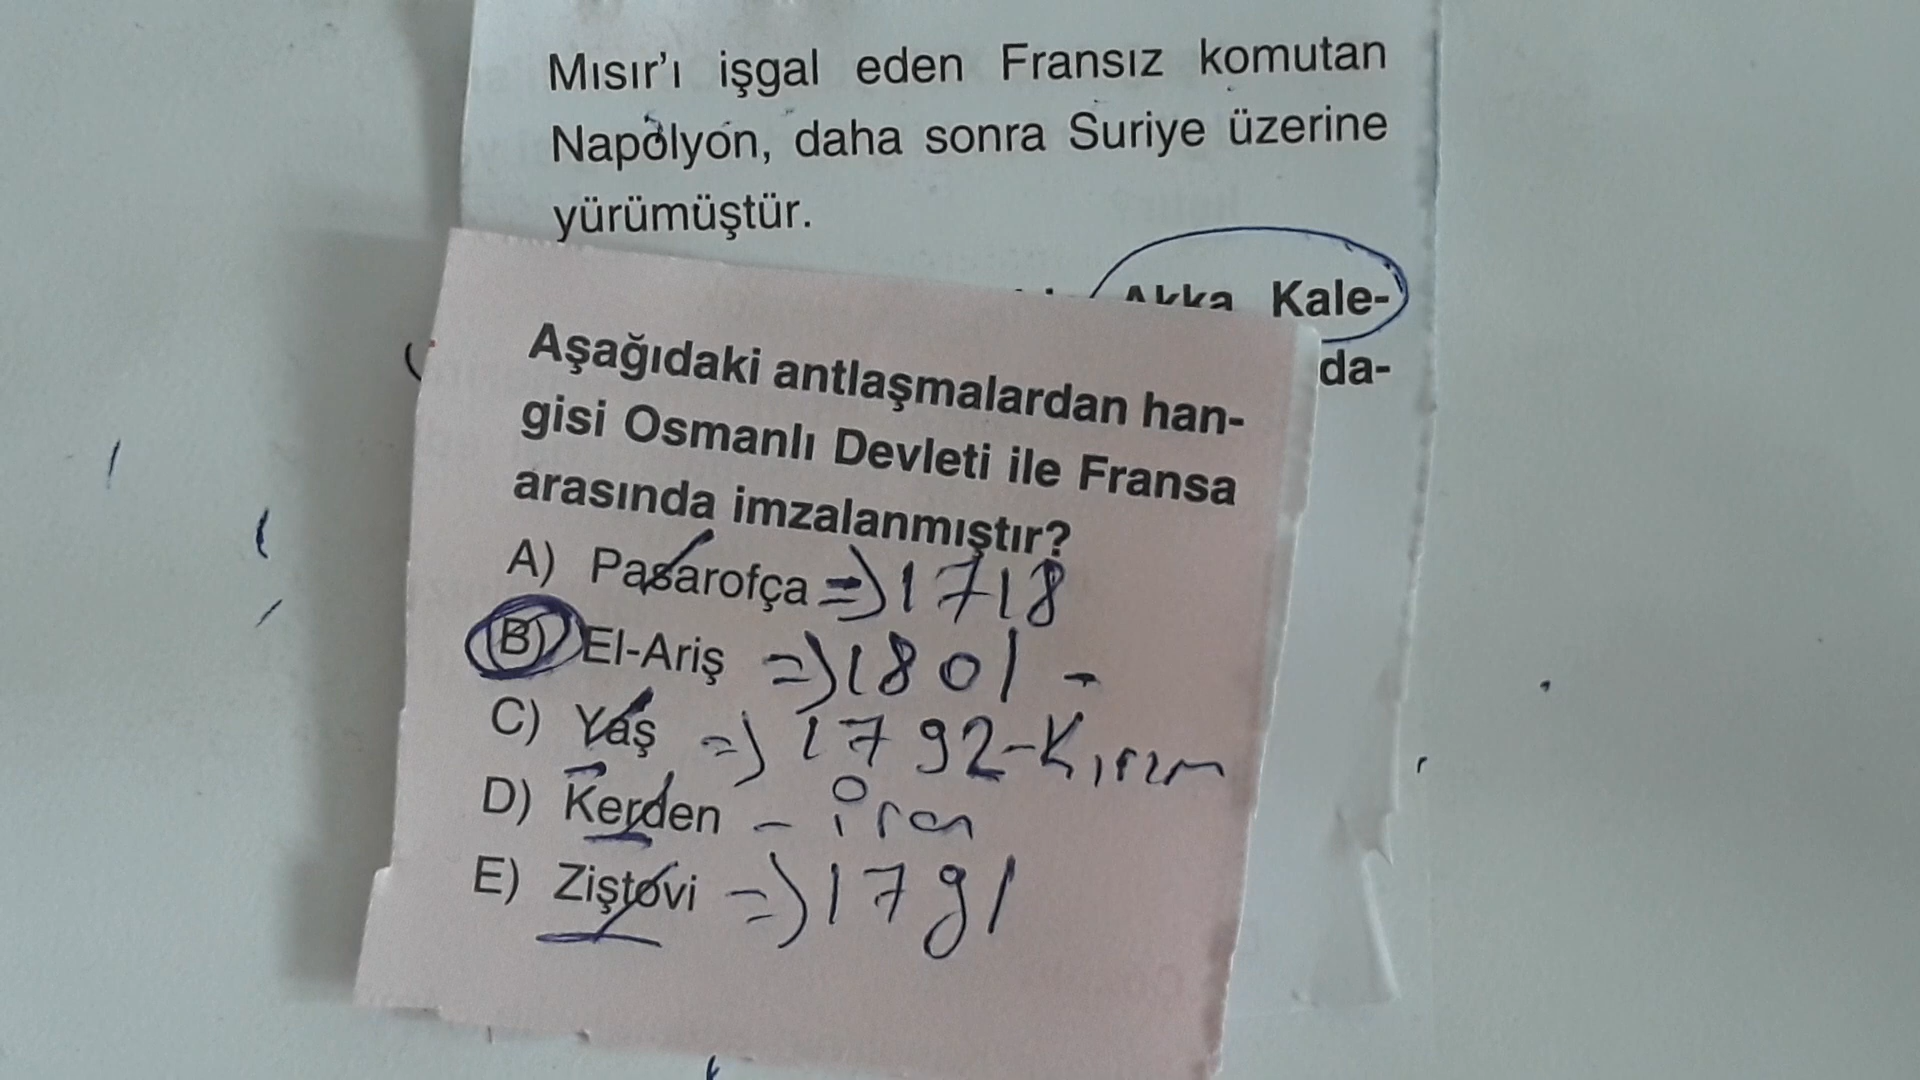 Mısır'ı işgal eden Fransız komutan
Napolyon, daha sonra Suriye üzerine
yürümüştür.
Akka Kale-
da-
Aşağıdaki antlaşmalardan han-
gisi Osmanlı Devleti ile Fransa
arasında imzalanmıştır?
A) Pasarofça => 1718
B) El-Ariş => 1801 -
C) Yaş => 1792-Kırım
D) Kerden - iran
E) Ziştovi => 1791